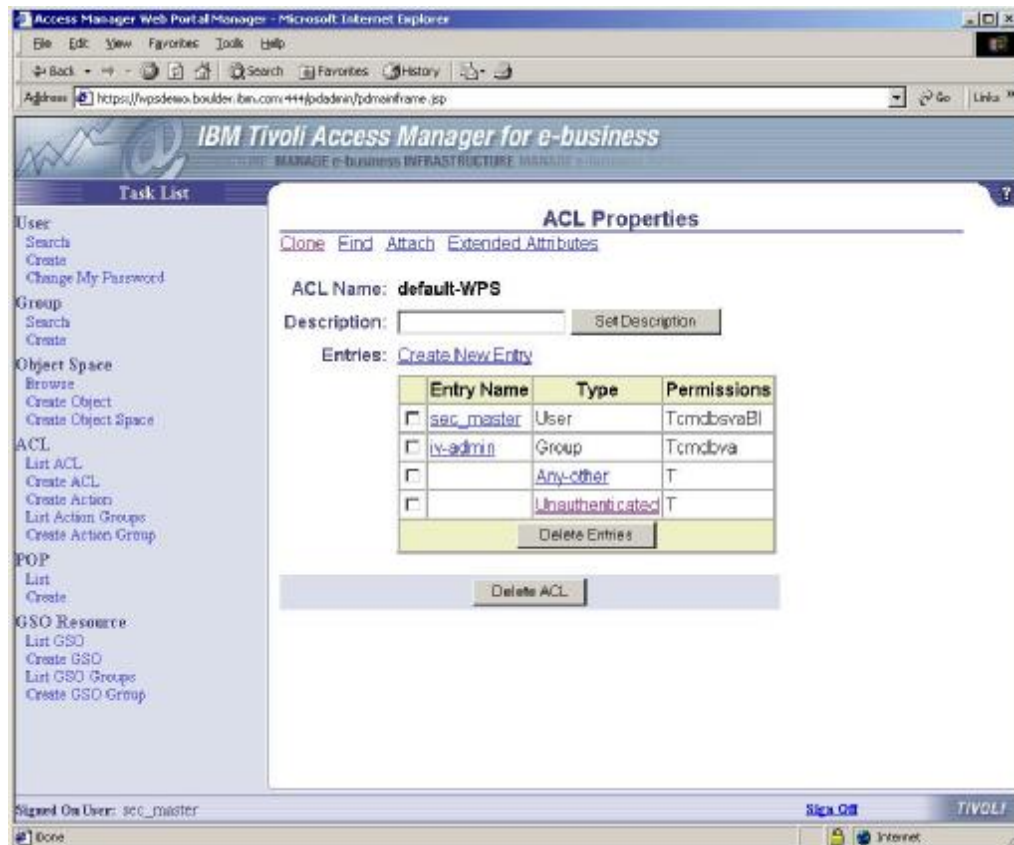 Access Manager Web Portal Manager - Microsoft Internet Explorer
File Edit View Favorites Tools Help
Back Search Favorites History
Address https://wpsdemo.boulder.ibm.com:444/pdadmin/pdmainframe.jsp Go Links
IBM Tivoli Access Manager for e-business
MANAGE e-business INFRASTRUCTURE
Task List
User
Search
Create
Change My Password
Group
Search
Create
Object Space
Browse
Create Object
Create Object Space
ACL
List ACL
Create ACL
Create Action
List Action Groups
Create Action Group
POP
List
Create
GSO Resource
List GSO
Create GSO
List GSO Groups
Create GSO Group
ACL Properties
Clone Find Attach Extended Attributes
ACL Name: default-WPS
Description: Set Description
Entries: Create New Entry
Entry Name Type Permissions
sec_master User TcmdbsvaBl
iv-admin Group Tcmdbva
Any-other T
Unauthenticated T
Delete Entries
Delete ACL
Signed On User: sec_master Sign Off TIVOLI
Done Internet